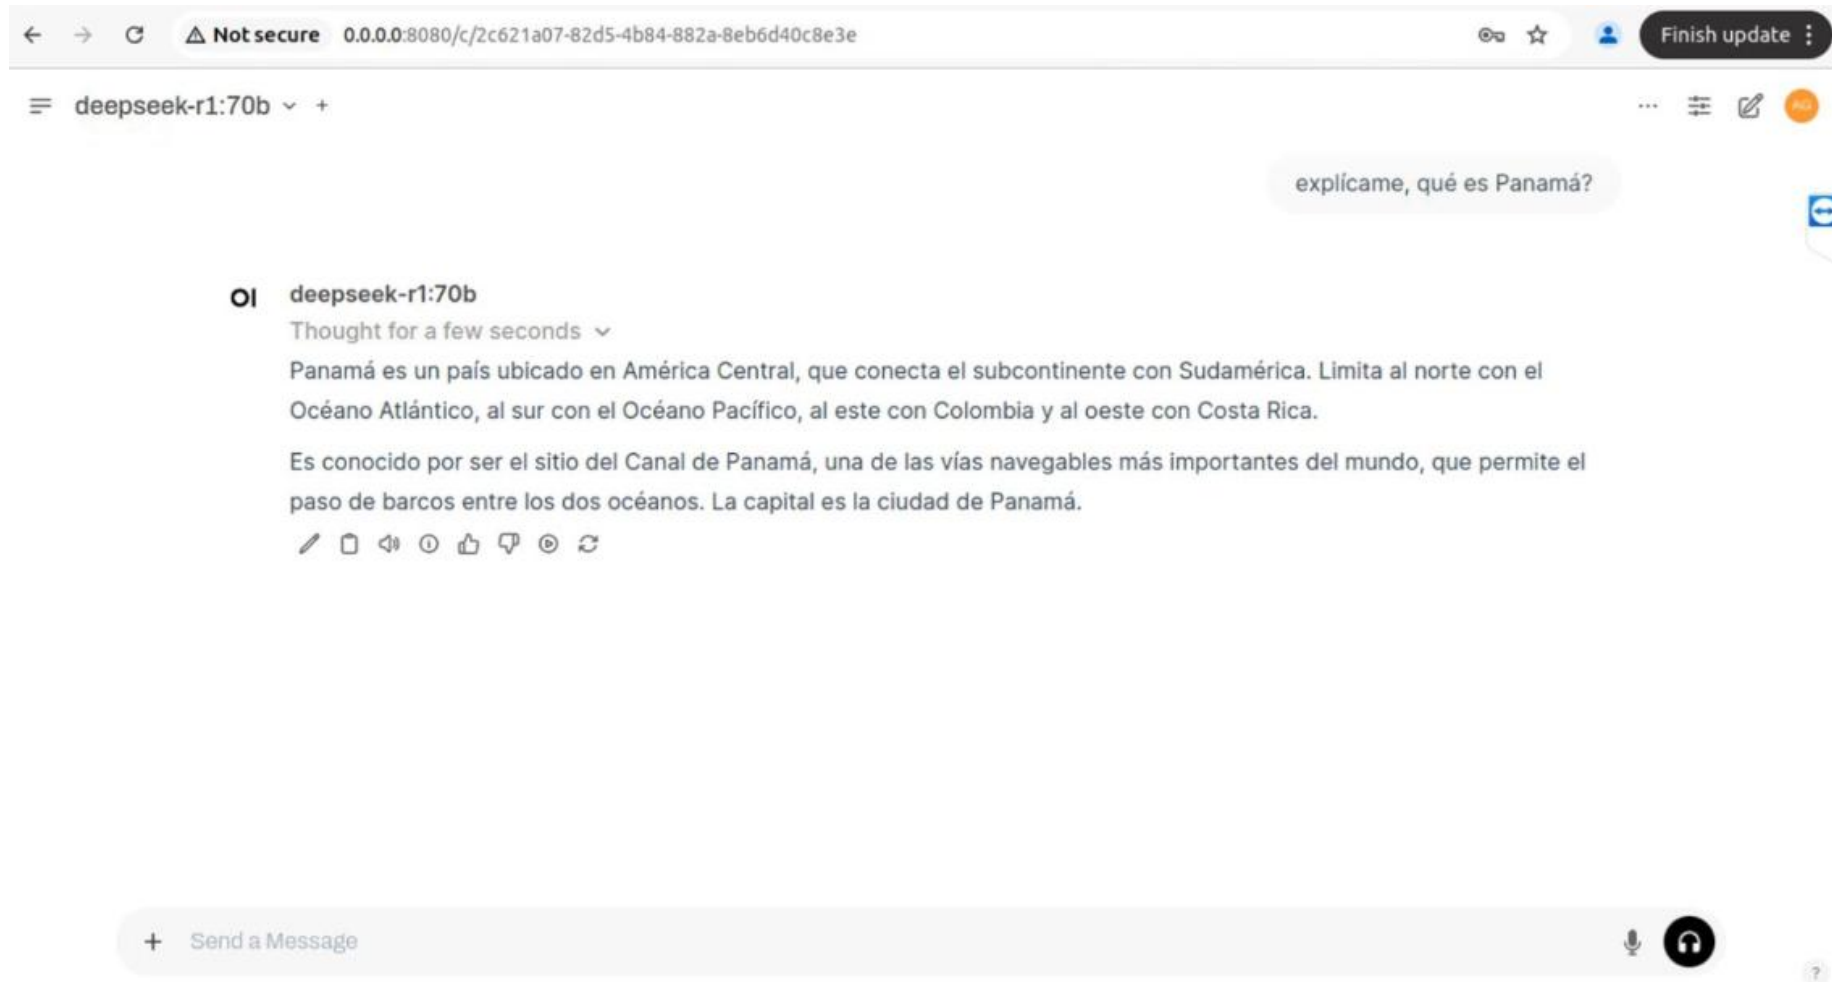 Not secure 0.0.0.0:8080/c/2c621a07-82d5-4b84-882a-8eb6d40c8e3e Finish update
deepseek-r1:70b
AG
explícame, qué es Panamá?
OI deepseek-r1:70b
Thought for a few seconds
Panamá es un país ubicado en América Central, que conecta el subcontinente con Sudamérica. Limita al norte con el
Océano Atlántico, al sur con el Océano Pacífico, al este con Colombia y al oeste con Costa Rica.
Es conocido por ser el sitio del Canal de Panamá, una de las vías navegables más importantes del mundo, que permite el
paso de barcos entre los dos océanos. La capital es la ciudad de Panamá.
Send a Message
?